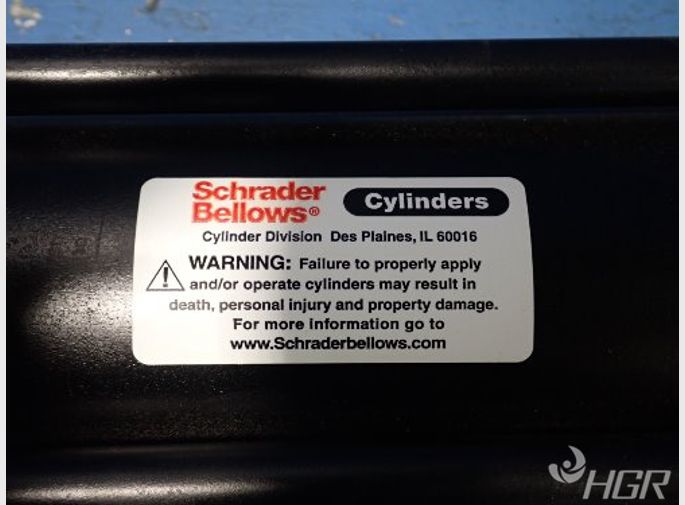 Schrader
Bellows®
Cylinders
Cylinder Division Des Plaines, IL 60016
WARNING: Failure to properly apply
and/or operate cylinders may result in
death, personal injury and property damage.
For more information go to
www.Schraderbellows.com
HGR